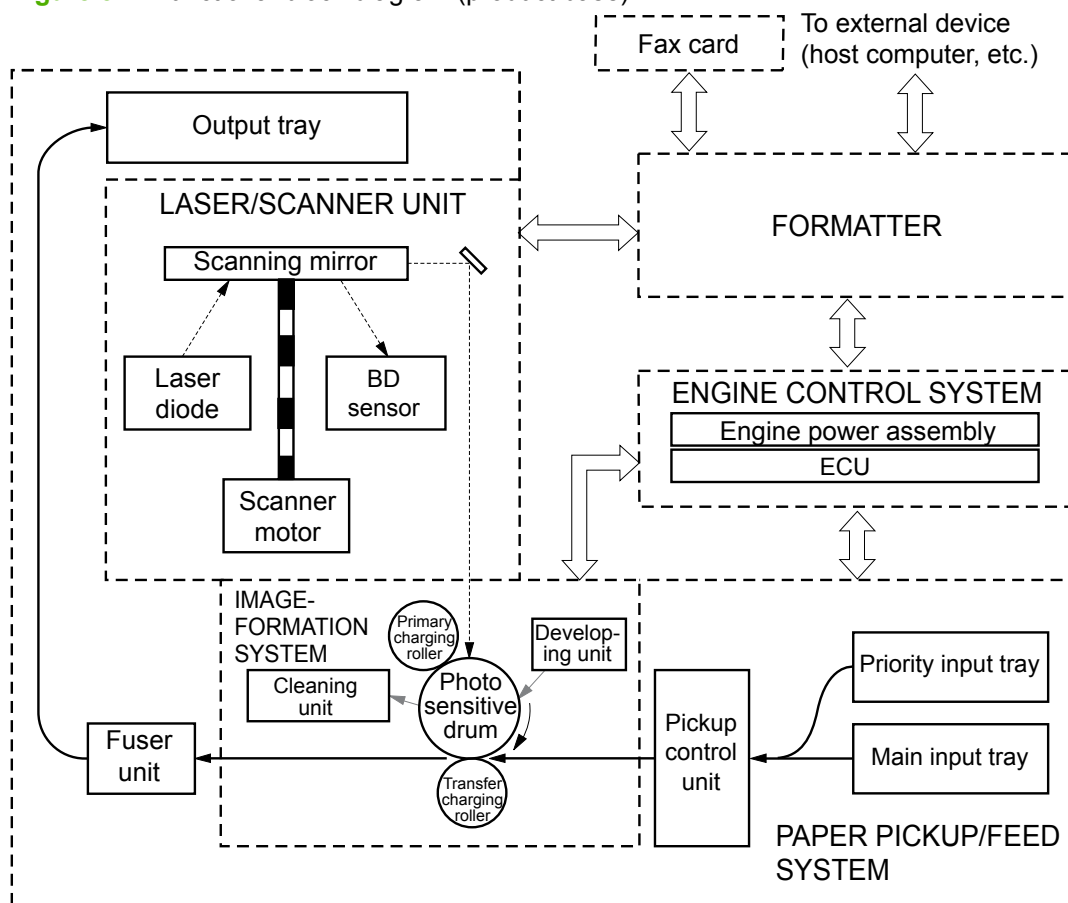 (product base)
Fax card
To external device
(host computer, etc.)
Output tray
LASER/SCANNER UNIT
FORMATTER
Scanning mirror
Laser
diode
BD
sensor
ENGINE CONTROL SYSTEM
Engine power assembly
ECU
Scanner
motor
IMAGE-
FORMATION
SYSTEM
Primary
charging
roller
Develop-
ing unit
Cleaning
unit
Photo
sensitive
drum
Priority input tray
Pickup
control
unit
Main input tray
Fuser
unit
Transfer
charging
roller
PAPER PICKUP/FEED
SYSTEM